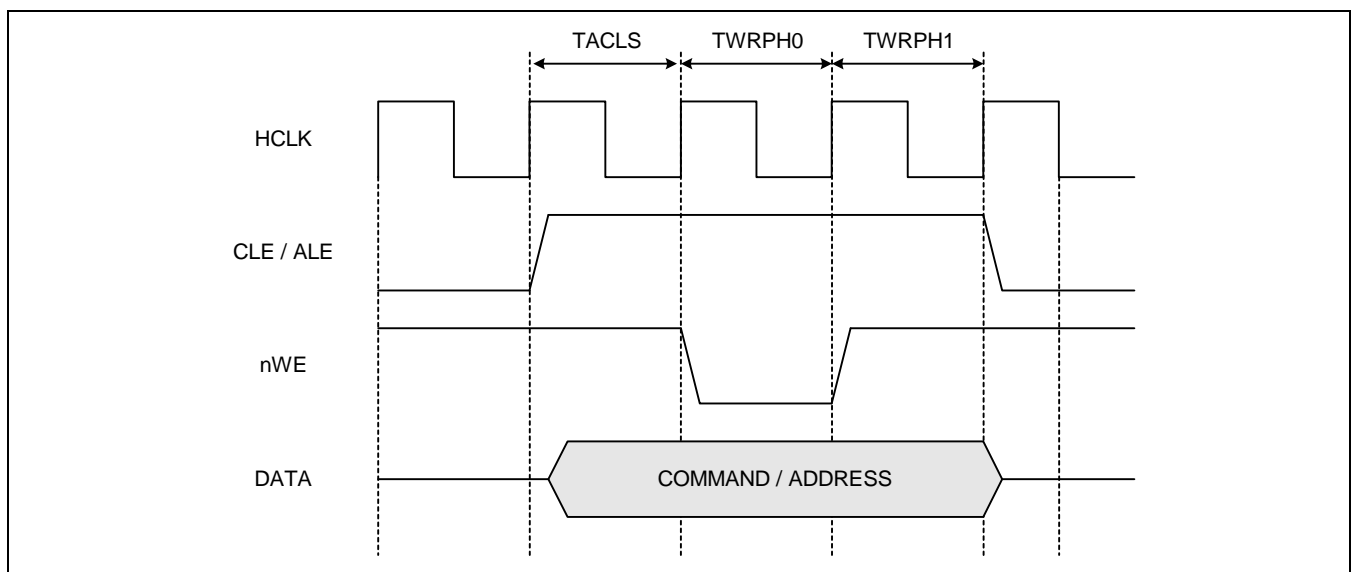 TACLS TWRPH0 TWRPH1
HCLK
CLE / ALE
nWE
DATA
COMMAND / ADDRESS